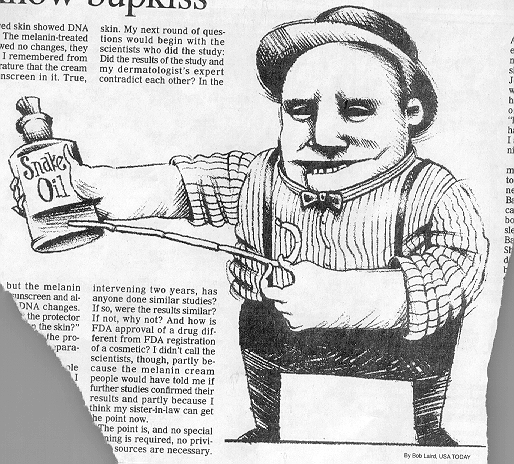 now bupkiss
ed skin showed DNA
The melanin-treated
wed no changes, they
I remembered from
rature that the cream
nscreen in it. True,
skin. My next round of ques-
tions would begin with the
scientists who did the study:
Did the results of the study and
my dermatologist's expert
contradict each other? In the
Snake
Oil
but the melanin
unscreen and al-
DNA changes.
the protector
o the skin?"
the pro-
para-
ple
I
intervening two years, has
anyone done similar studies?
If so, were the results similar?
If not, why not? And how is
FDA approval of a drug dif-
ferent from FDA registration
of a cosmetic? I didn't call the
scientists, though, partly be-
cause the melanin cream
people would have told me if
further studies confirmed their
results and partly because I
think my sister-in-law can get
he point now.
The point is, and no special
ning is required, no privi-
sources are necessary.
By Bob Laird, USA TODAY